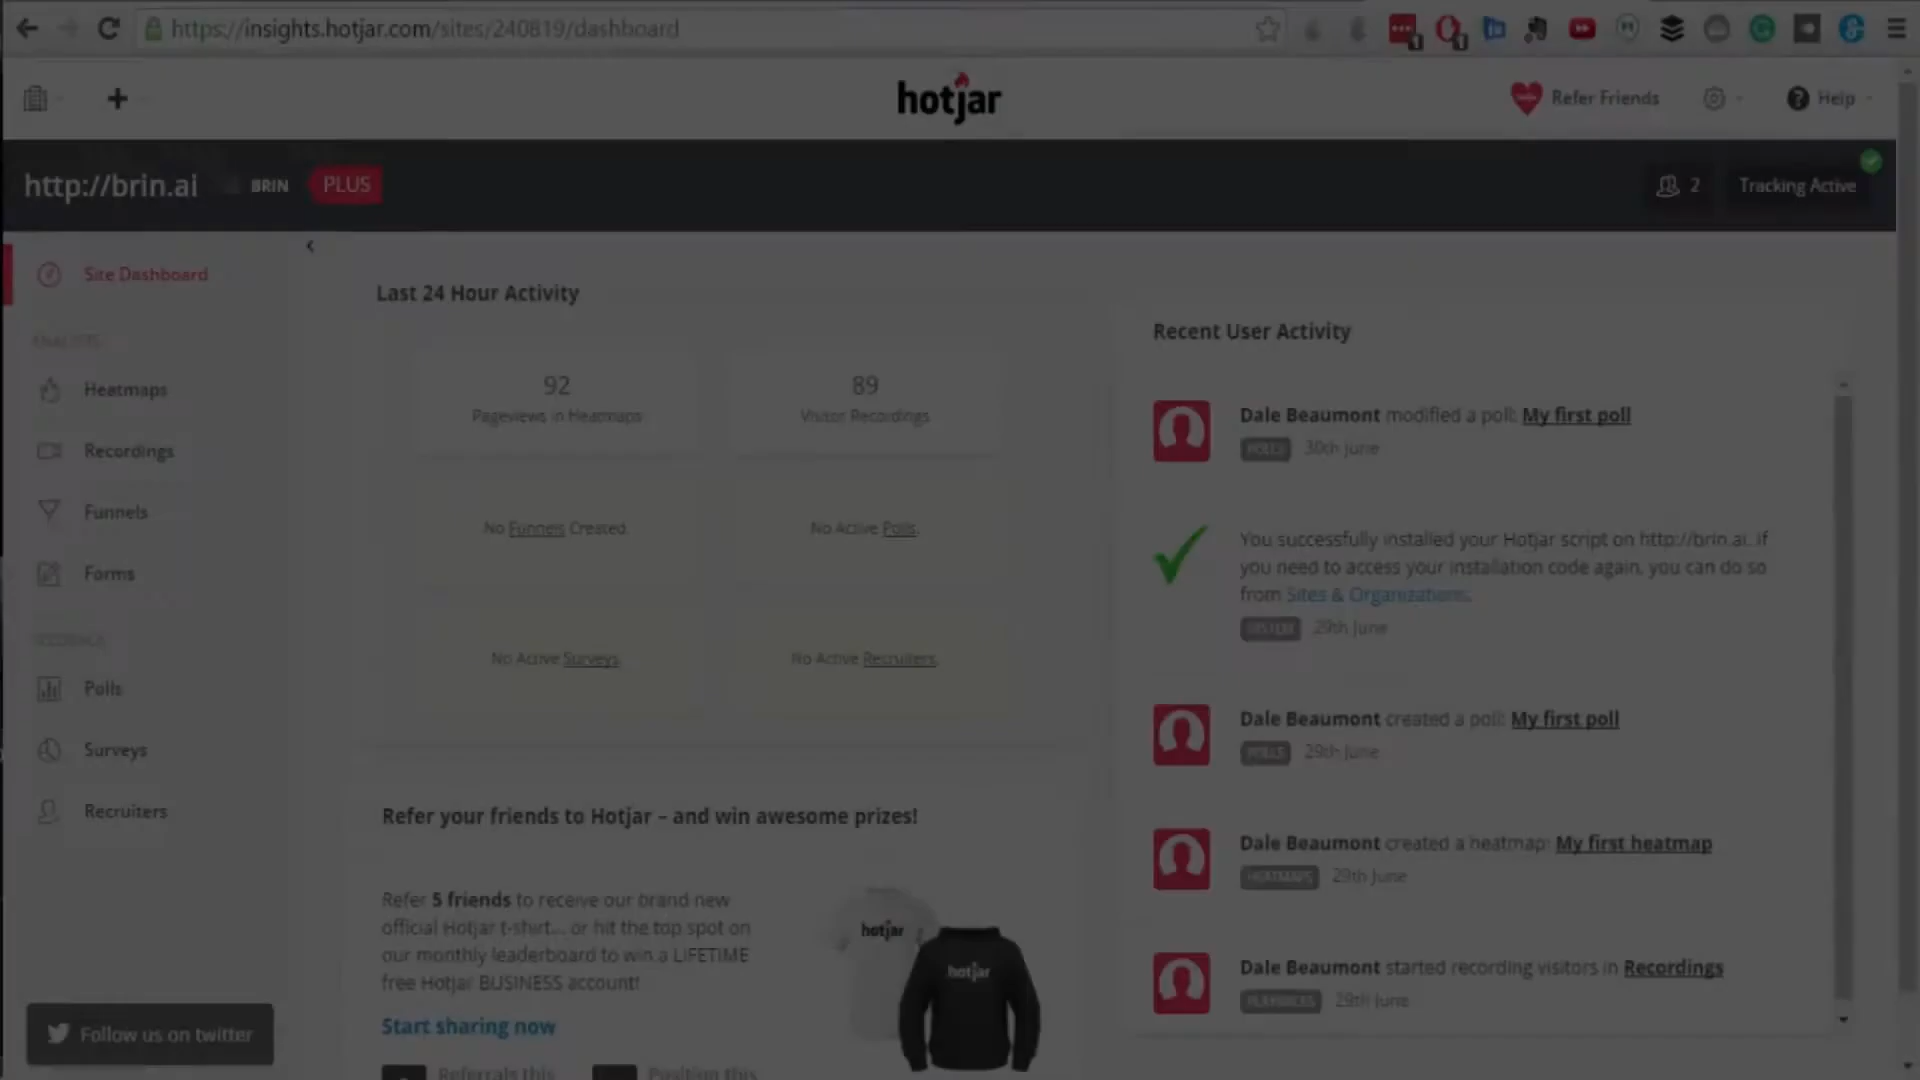 https://insights.hotjar.com/sites/240819/dashboard
hotjar
Refer Friends
Help
http://brin.ai
BRIN
PLUS
2
Tracking Active
Site Dashboard
Heatmaps
Recordings
Funnels
Forms
Polls
Surveys
Recruiters
Follow us on twitter
Last 24 Hour Activity
92
Pageviews in Heatmaps
89
Visitor Recordings
No Funnels Created.
No Active Polls.
No Active Surveys.
No Active Recruiters.
Refer your friends to Hotjar – and win awesome prizes!
Refer 5 friends to receive our brand new
official Hotjar t-shirt... or hit the top spot on
our monthly leaderboard to win a LIFETIME
free Hotjar BUSINESS account!
Start sharing now
Referrals this
Position this
hotjar
hotjar
Recent User Activity
Dale Beaumont modified a poll: My first poll
POLLS 30th June
You successfully installed your Hotjar script on http://brin.ai. If
you need to access your installation code again, you can do so
from Sites & Organizations.
SYSTEM 29th June
Dale Beaumont created a poll: My first poll
POLLS 29th June
Dale Beaumont created a heatmap: My first heatmap
HEATMAPS 29th June
Dale Beaumont started recording visitors in Recordings
29th June